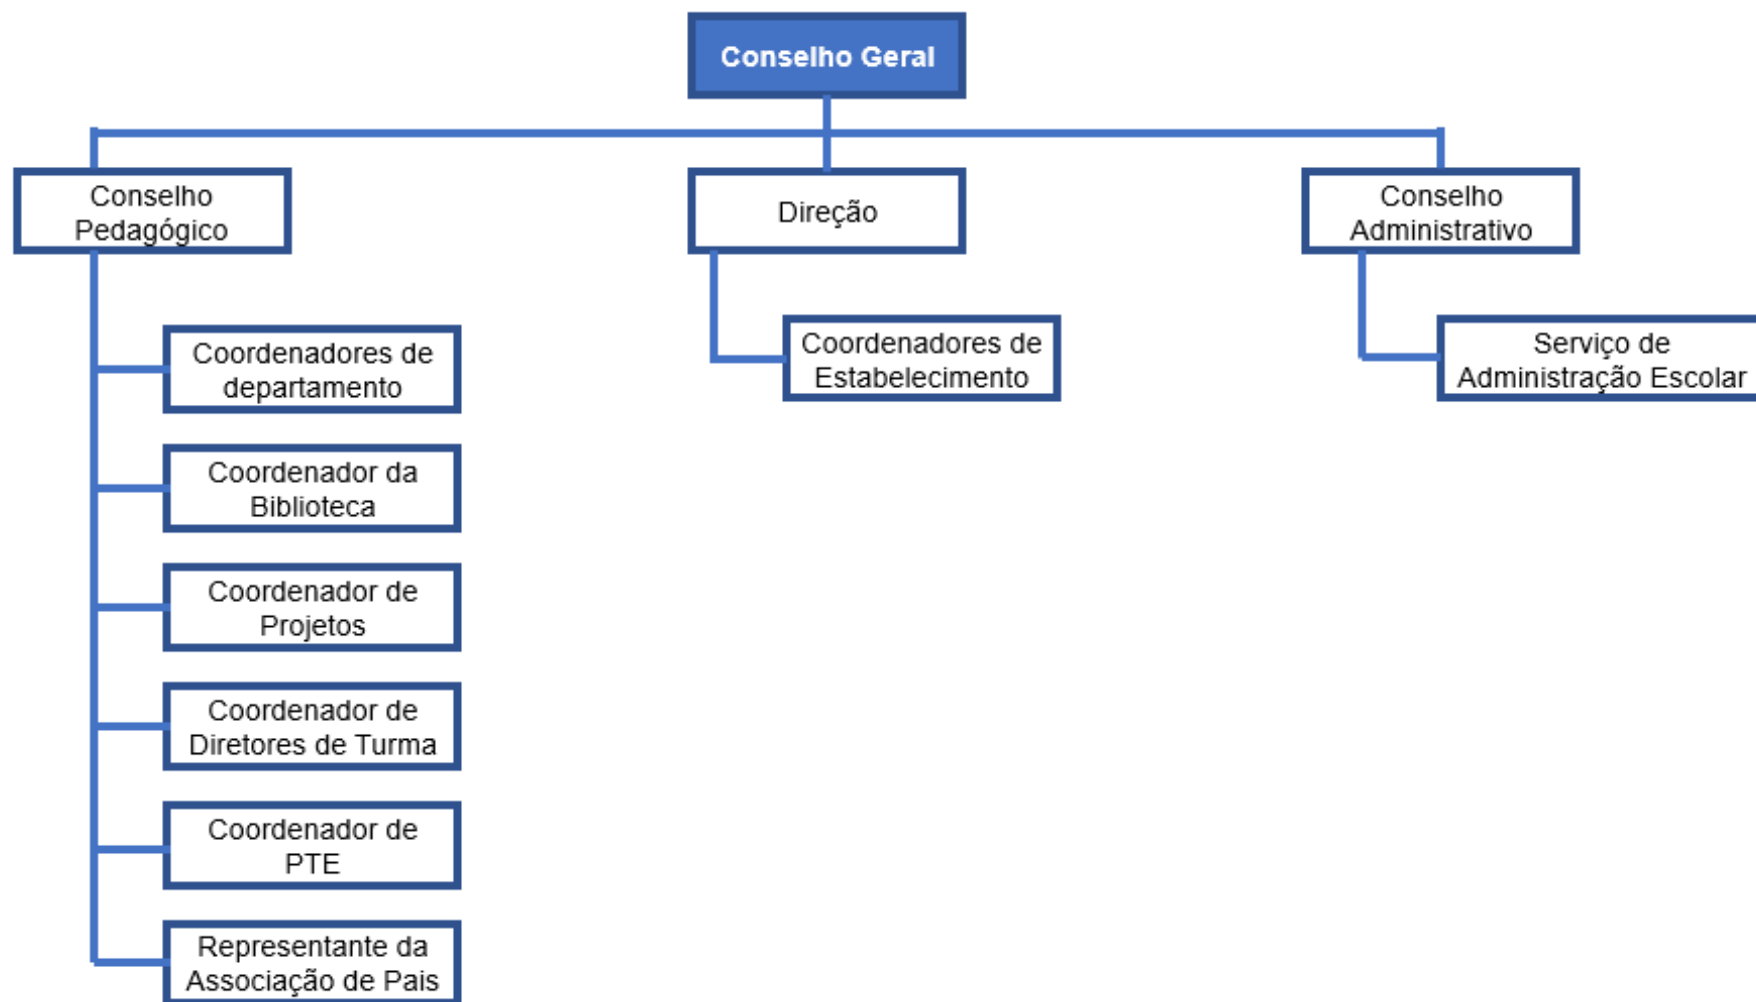 Conselho Geral
Conselho
Pedagógico
Direção
Conselho
Administrativo
Coordenadores de
departamento
Coordenador da
Biblioteca
Coordenador de
Projetos
Coordenador de
Diretores de Turma
Coordenador de
PTE
Representante da
Associação de Pais
Coordenadores de
Estabelecimento
Serviço de
Administração Escolar